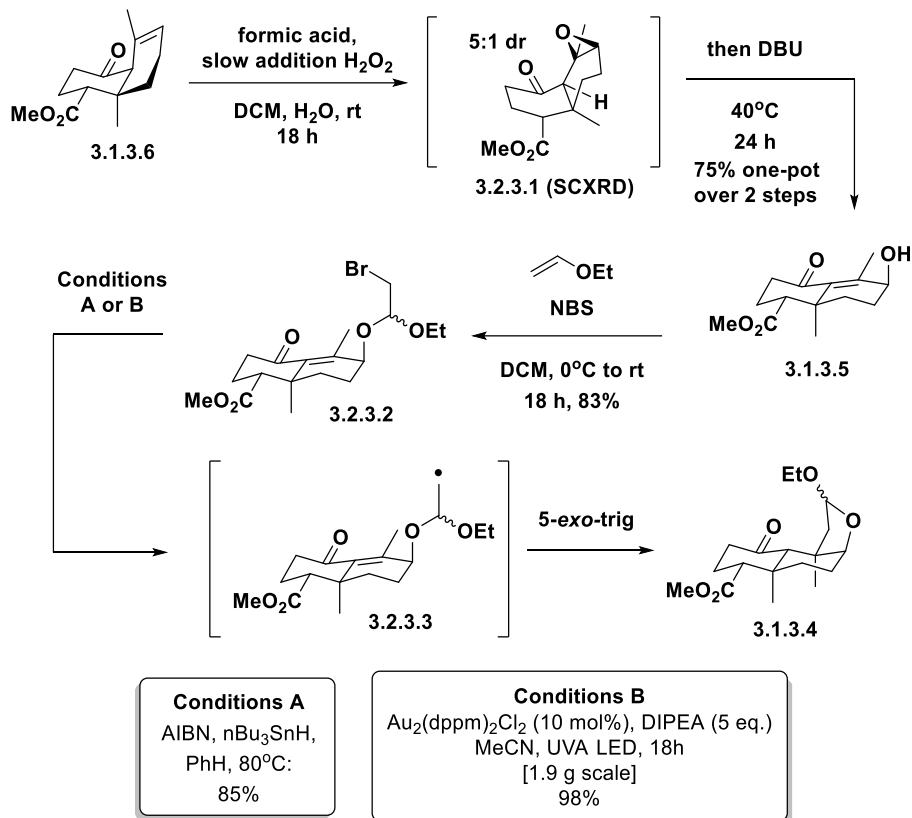 formic acid,
slow addition H₂O₂
DCM, H₂O, rt
18 h
O
MeO₂C
3.1.3.6
5:1 dr
O
O
H
MeO₂C
3.2.3.1 (SCXRD)
then DBU
40°C
24 h
75% one-pot
over 2 steps
O
OH
MeO₂C
3.1.3.5
OEt
NBS
DCM, 0°C to rt
18 h, 83%
Br
O
O
OEt
MeO₂C
3.2.3.2
Conditions
A or B
•
O
O
OEt
MeO₂C
3.2.3.3
5-exo-trig
EtO
O
O
MeO₂C
3.1.3.4
Conditions A
AIBN, nBu₃SnH,
PhH, 80°C:
85%
Conditions B
Au₂(dppm)₂Cl₂ (10 mol%), DIPEA (5 eq.)
MeCN, UVA LED, 18h
[1.9 g scale]
98%